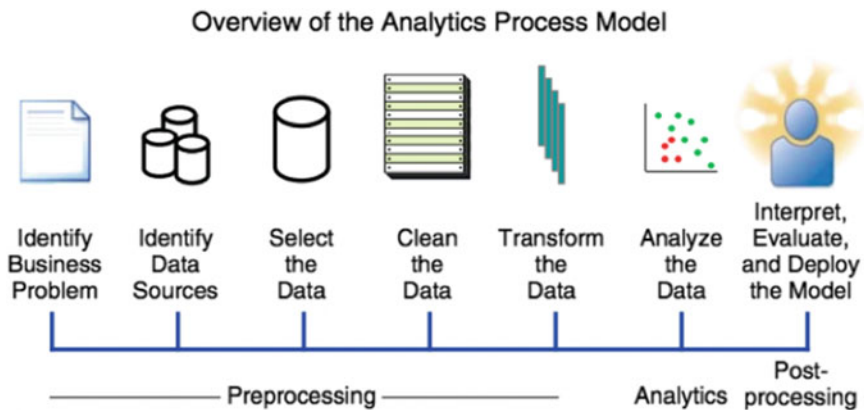 Overview of the Analytics Process Model
Identify
Business
Problem
Identify
Data
Sources
Select
the
Data
Clean
the
Data
Transform
the
Data
Analyze
the
Data
Interpret,
Evaluate,
and Deploy
the Model
Preprocessing
Analytics
Post-
processing